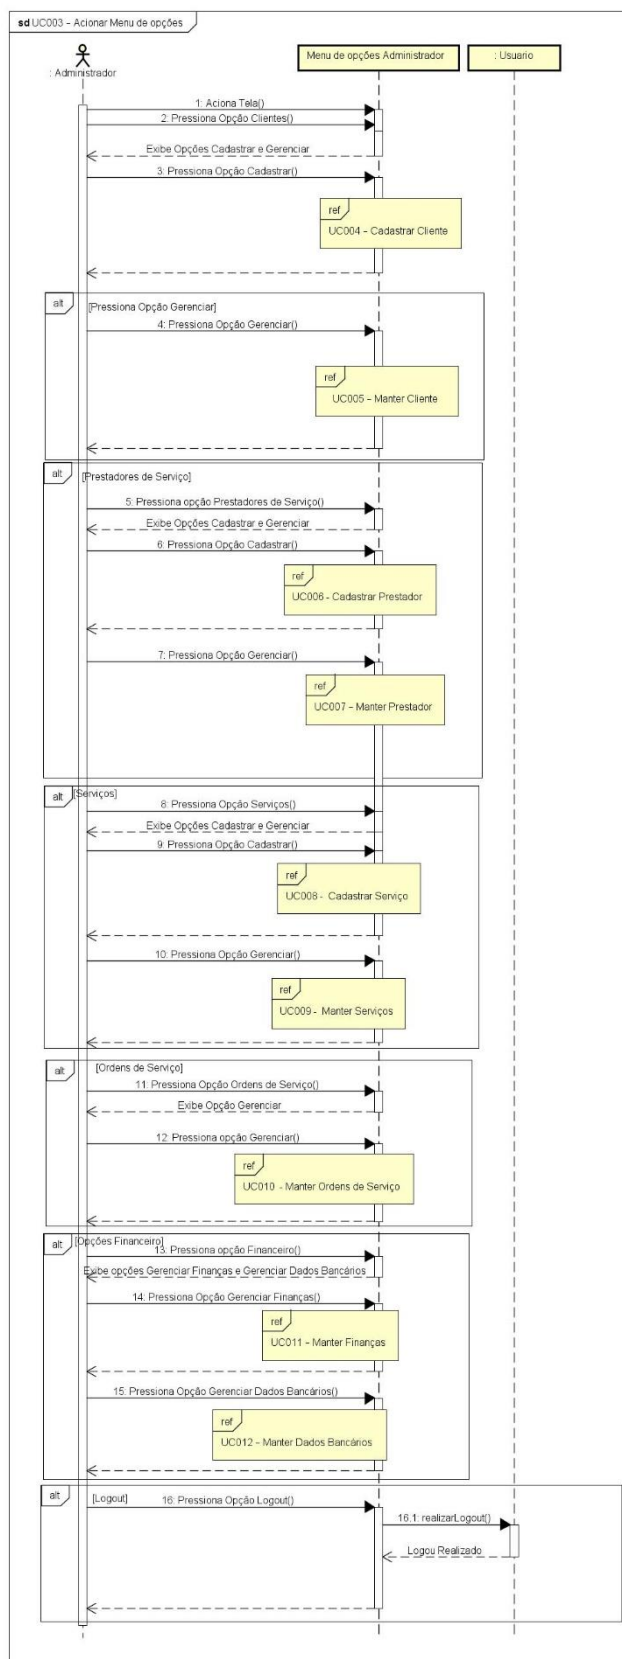 sd UC003 – Acionar Menu de opções
: Administrador
Menu de opções Administrador
: Usuario
1: Aciona Tela()
2: Pressiona Opção Clientes()
Exibe Opções Cadastrar e Gerenciar
3: Pressiona Opção Cadastrar()
ref
UC004 – Cadastrar Cliente
alt
[Pressiona Opção Gerenciar]
4: Pressiona Opção Gerenciar()
ref
UC005 – Manter Cliente
alt
[Prestadores de Serviço]
5: Pressiona opção Prestadores de Serviço()
Exibe Opções Cadastrar e Gerenciar
6: Pressiona Opção Cadastrar()
ref
UC006 - Cadastrar Prestador
7: Pressiona Opção Gerenciar()
ref
UC007 – Manter Prestador
alt
[Serviços]
8: Pressiona Opção Serviços()
Exibe Opções Cadastrar e Gerenciar
9: Pressiona Opção Cadastrar()
ref
UC008 - Cadastrar Serviço
10: Pressiona Opção Gerenciar()
ref
UC009 - Manter Serviços
alt
[Ordens de Serviço]
11: Pressiona Opção Ordens de Serviço()
Exibe Opção Gerenciar
12: Pressiona opção Gerenciar()
ref
UC010 - Manter Ordens de Serviço
alt
[Opções Financeiro]
13: Pressiona opção Financeiro()
Exibe opções Gerenciar Finanças e Gerenciar Dados Bancários
14: Pressiona Opção Gerenciar Finanças()
ref
UC011 – Manter Finanças
15: Pressiona Opção Gerenciar Dados Bancários()
ref
UC012 – Manter Dados Bancários
alt
[Logout]
16: Pressiona Opção Logout()
16.1: realizarLogout()
Logou Realizado